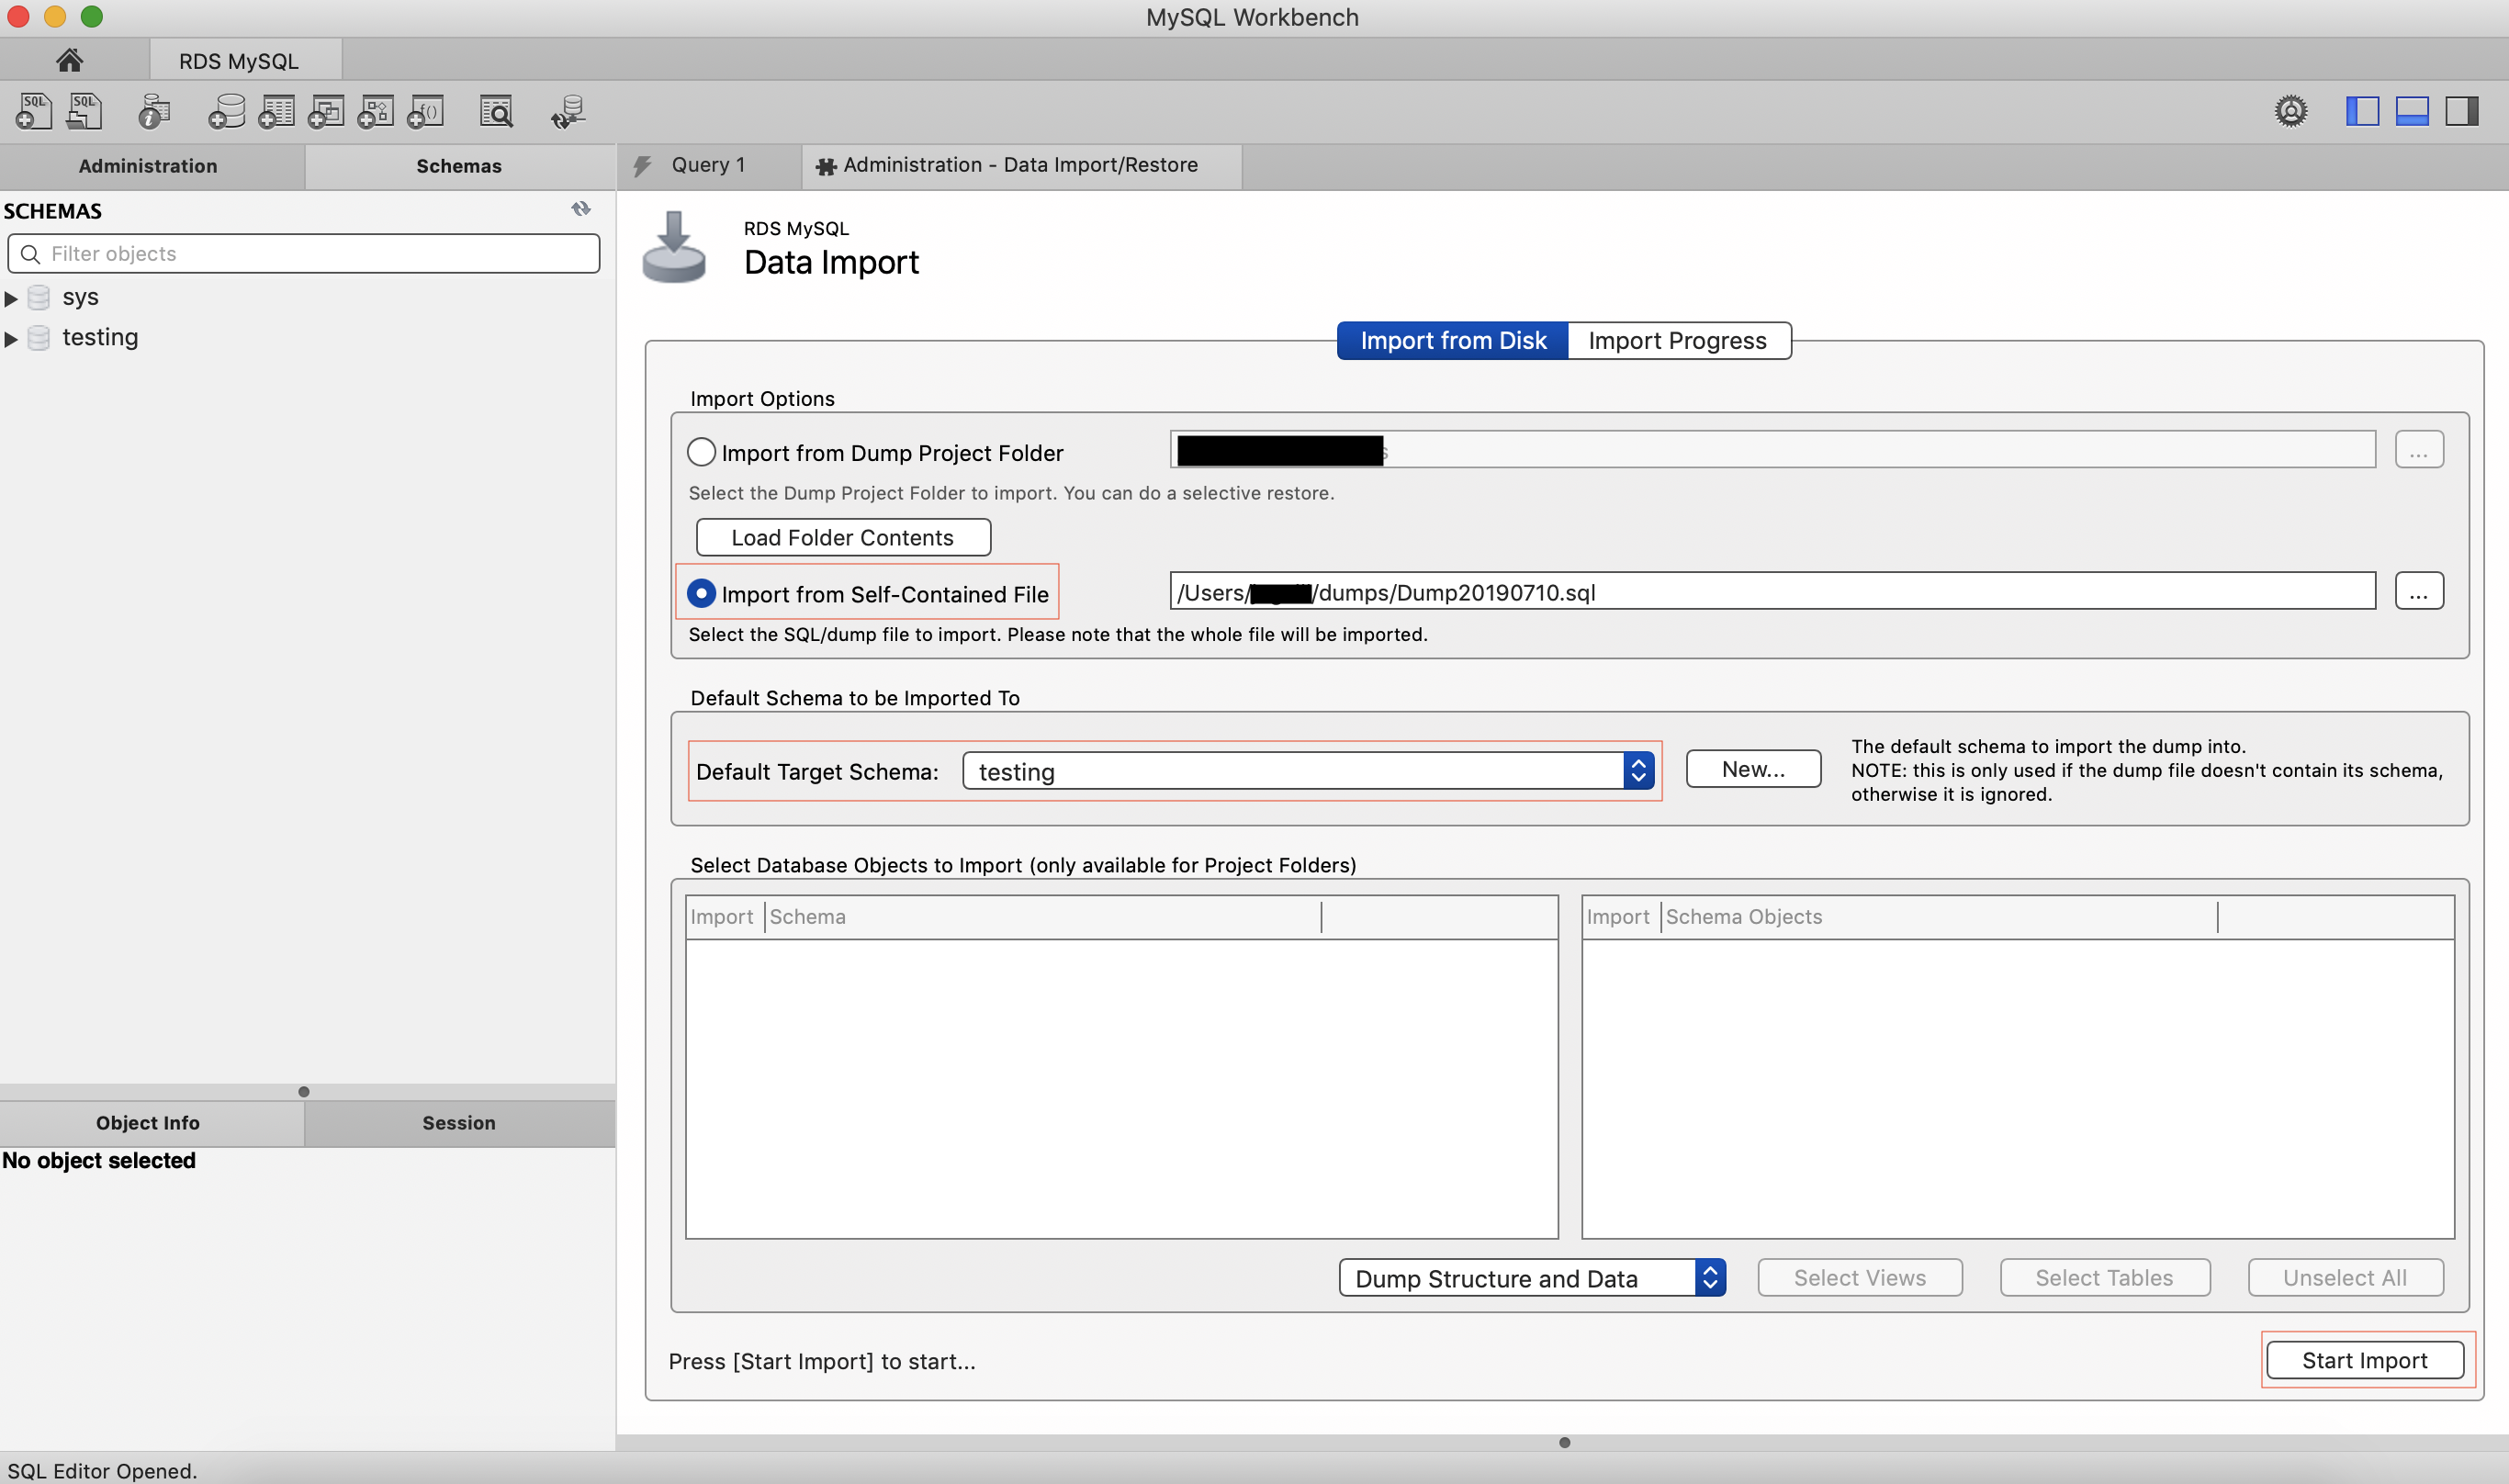 MySQL Workbench
RDS MySQL
SQL SQL
Administration Schemas
Query 1 Administration - Data Import/Restore
SCHEMAS
Filter objects
sys
testing
RDS MySQL
Data Import
Import from Disk Import Progress
Import Options
Import from Dump Project Folder ...
Select the Dump Project Folder to import. You can do a selective restore.
Load Folder Contents
Import from Self-Contained File /Users/ /dumps/Dump20190710.sql ...
Select the SQL/dump file to import. Please note that the whole file will be imported.
Default Schema to be Imported To
Default Target Schema: testing New...
The default schema to import the dump into.
NOTE: this is only used if the dump file doesn't contain its schema,
otherwise it is ignored.
Select Database Objects to Import (only available for Project Folders)
Import Schema Import Schema Objects
Dump Structure and Data Select Views Select Tables Unselect All
Press [Start Import] to start... Start Import
Object Info Session
No object selected
SQL Editor Opened.